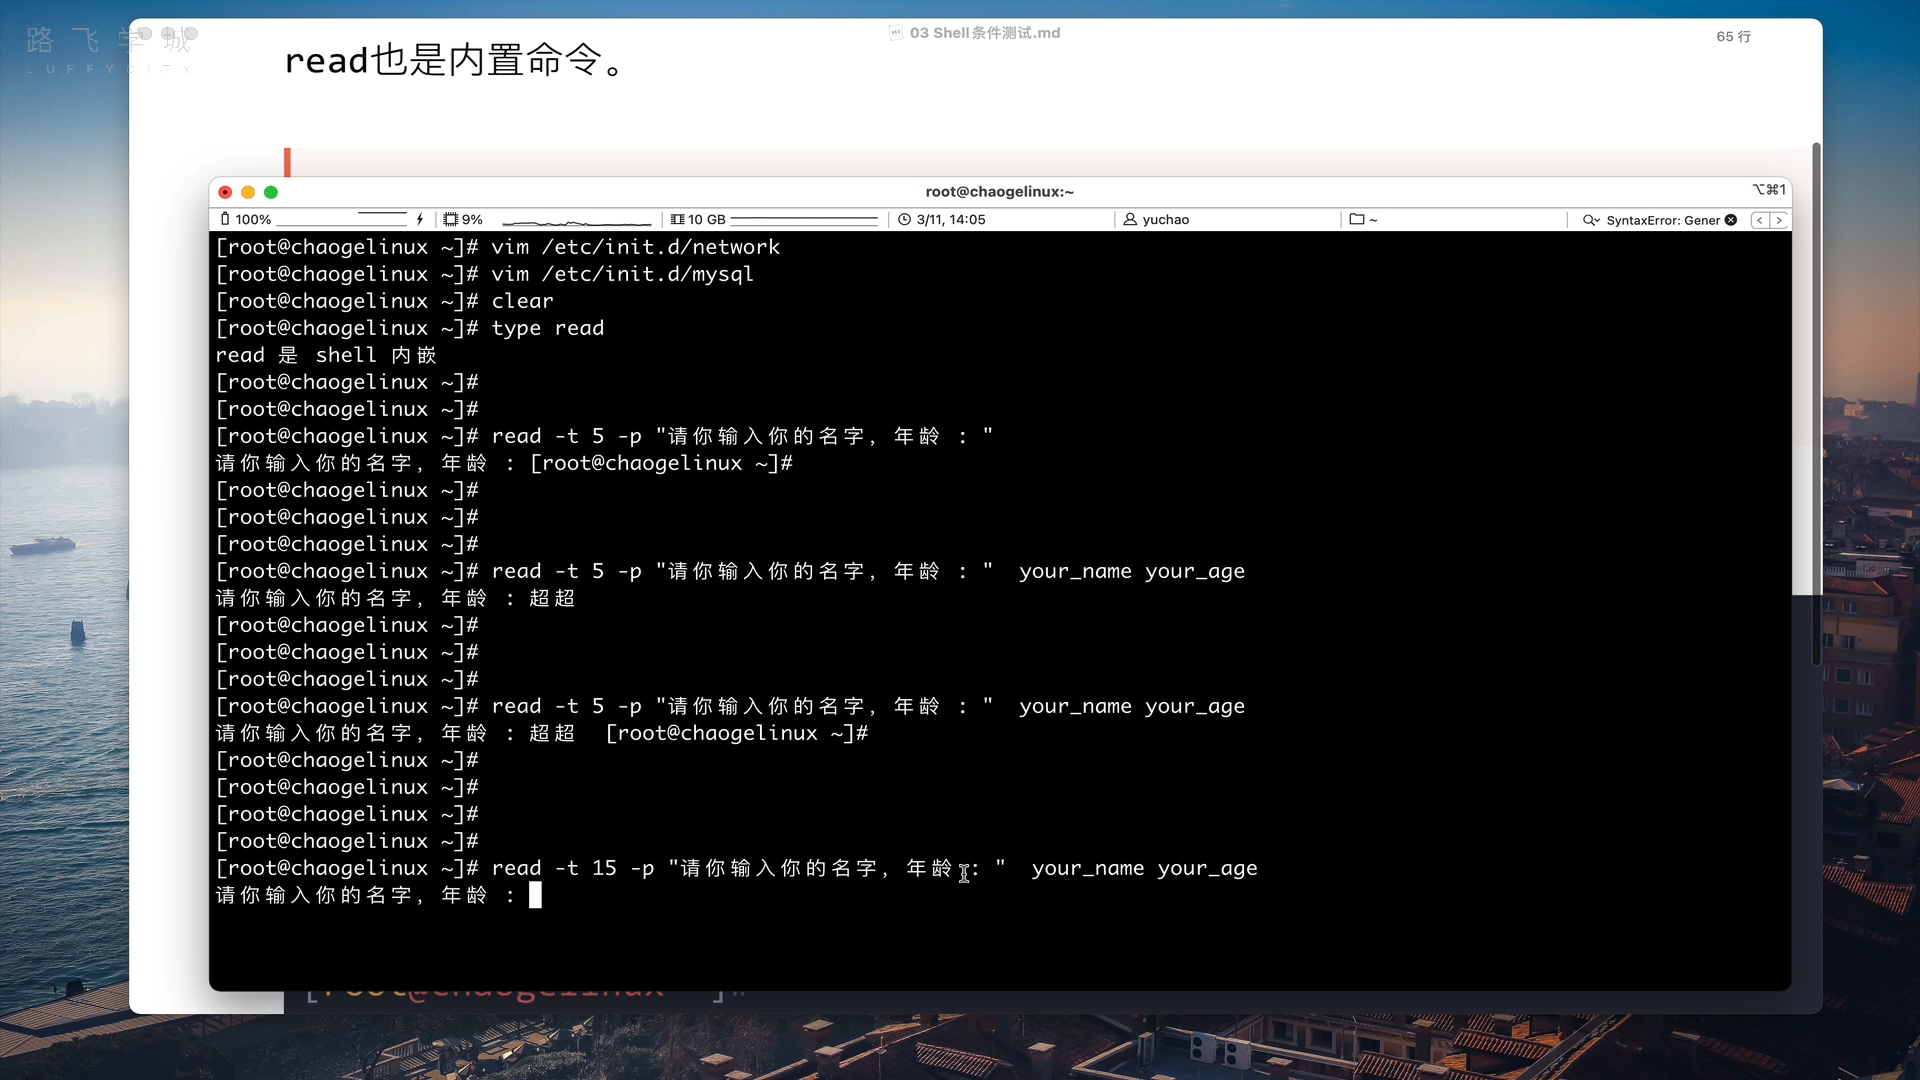 路飞学城
LUFFYCITY
03 Shell条件测试.md
65 行
read也是内置命令。
root@chaogelinux:~
⌥⌘1
100%
9%
10 GB
3/11, 14:05
yuchao
~
SyntaxError: Gener
[root@chaogelinux ~]# vim /etc/init.d/network
[root@chaogelinux ~]# vim /etc/init.d/mysql
[root@chaogelinux ~]# clear
[root@chaogelinux ~]# type read
read 是 shell 内嵌
[root@chaogelinux ~]#
[root@chaogelinux ~]#
[root@chaogelinux ~]# read -t 5 -p "请你输入你的名字, 年龄 : "
请你输入你的名字, 年龄 : [root@chaogelinux ~]#
[root@chaogelinux ~]#
[root@chaogelinux ~]#
[root@chaogelinux ~]#
[root@chaogelinux ~]# read -t 5 -p "请你输入你的名字, 年龄 : "  your_name your_age
请你输入你的名字, 年龄 : 超超
[root@chaogelinux ~]#
[root@chaogelinux ~]#
[root@chaogelinux ~]#
[root@chaogelinux ~]# read -t 5 -p "请你输入你的名字, 年龄 : "  your_name your_age
请你输入你的名字, 年龄 : 超超  [root@chaogelinux ~]#
[root@chaogelinux ~]#
[root@chaogelinux ~]#
[root@chaogelinux ~]#
[root@chaogelinux ~]#
[root@chaogelinux ~]# read -t 15 -p "请你输入你的名字, 年龄 : "  your_name your_age
请你输入你的名字, 年龄 :